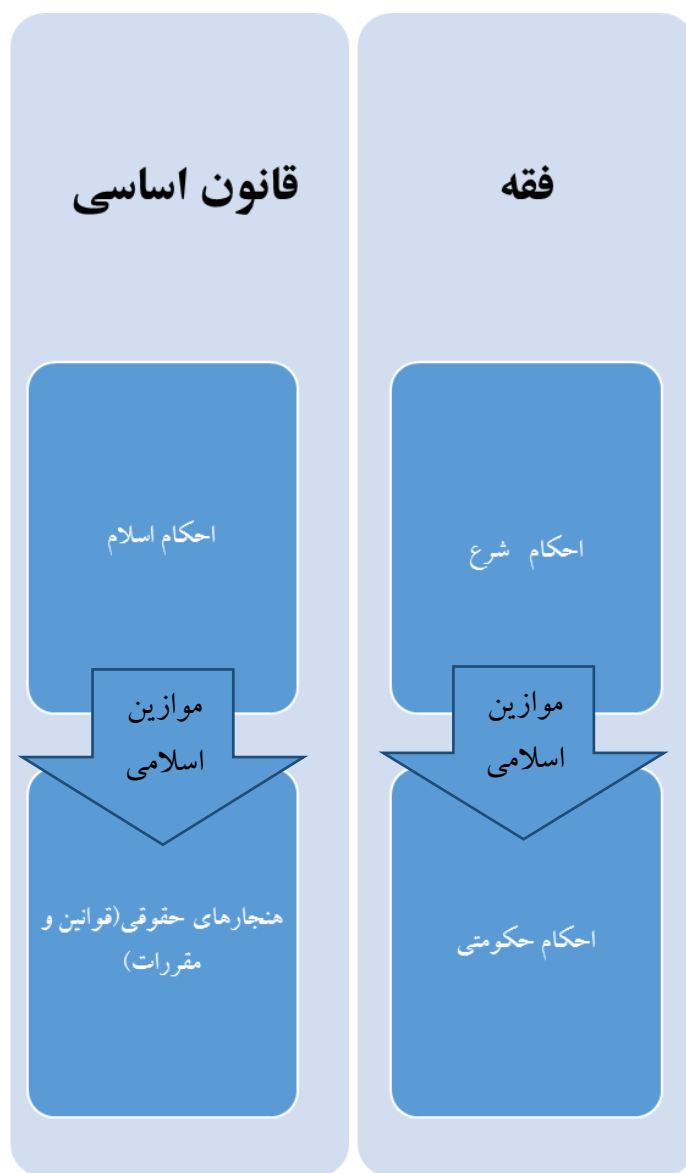 فقه
احکام شرع
موازین
اسلامی
احکام حکومتی
قانون اساسی
احکام اسلام
موازین
اسلامی
هنجارهای حقوقی(قوانین و
مقررات)